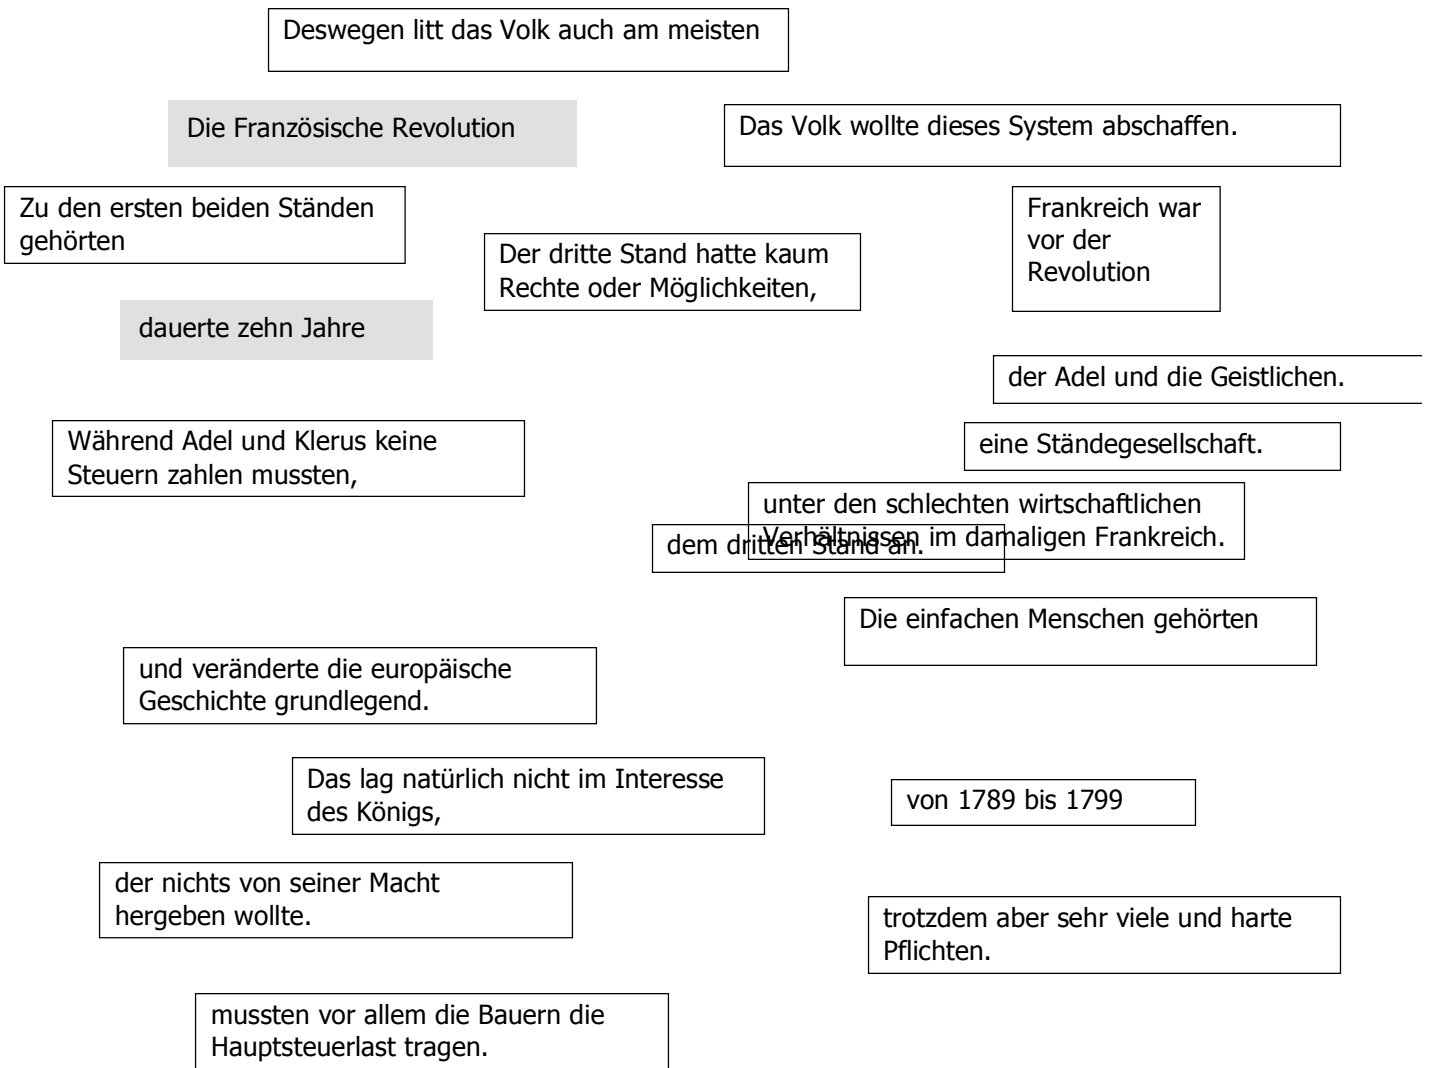 Deswegen litt das Volk auch am meisten
Die Französische Revolution
Das Volk wollte dieses System abschaffen.
Zu den ersten beiden Ständen
gehörten
Frankreich war
vor der
Revolution
Der dritte Stand hatte kaum
Rechte oder Möglichkeiten,
dauerte zehn Jahre
der Adel und die Geistlichen.
Während Adel und Klerus keine
Steuern zahlen mussten,
eine Ständegesellschaft.
unter den schlechten wirtschaftlichen
Verhältnissen im damaligen Frankreich.
dem dritten Stand an.
Die einfachen Menschen gehörten
und veränderte die europäische
Geschichte grundlegend.
Das lag natürlich nicht im Interesse
des Königs,
von 1789 bis 1799
der nichts von seiner Macht
hergeben wollte.
trotzdem aber sehr viele und harte
Pflichten.
mussten vor allem die Bauern die
Hauptsteuerlast tragen.